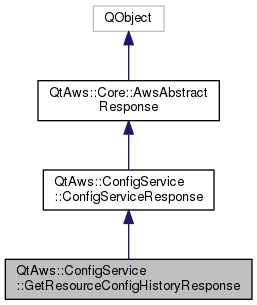 QObject
QtAws::Core::AwsAbstract
Response
QtAws::ConfigService
::ConfigServiceResponse
QtAws::ConfigService
::GetResourceConfigHistoryResponse